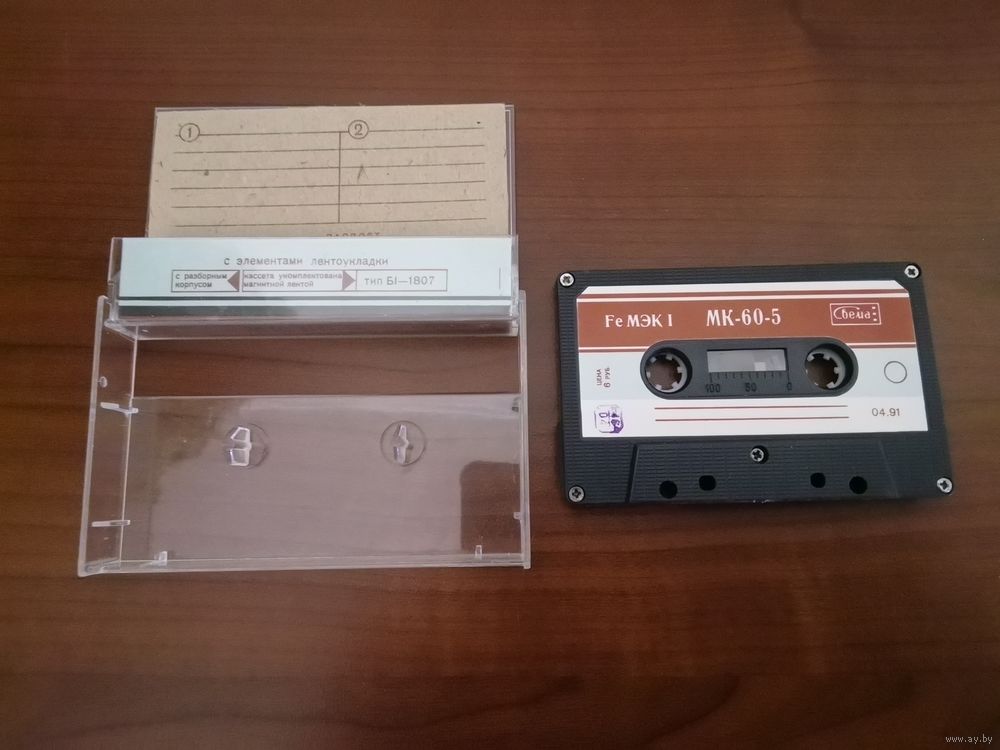 1 2
с элементами лентоукладки
с разборным кассета укомплектована тип Б1—1807
корпусом магнитной лентой
Fe МЭК I МК-60-5 Свема
100 50 0
ЦЕНА
6 РУБ.
04.91
www.ay.by